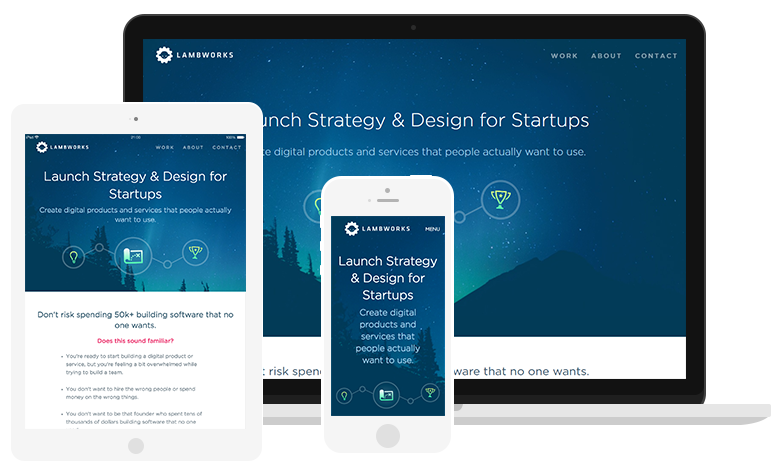 LAMBWORKS
WORK ABOUT CONTACT
unch Strategy & Design for Startups
te digital products and services that people actually want to use.
t risk spend
tware that no one wants.
iPad
21:05
100%
LAMBWORKS
WORK ABOUT CONTACT
Launch Strategy & Design for
Startups
Create digital products and services that people actually
want to use.
Don't risk spending 50k+ building software that no
one wants.
Does this sound familiar?
• You're ready to start building a digital product or
service, but you're feeling a bit overwhelmed while
trying to build a team.
• You don't want to hire the wrong people or spend
money on the wrong things.
• You don't want to be that founder who spent tens of
thousands of dollars building software that no one
LAMBWORKS
MENU
Launch Strategy
& Design for
Startups
Create digital
products and
services that
people actually
want to use.